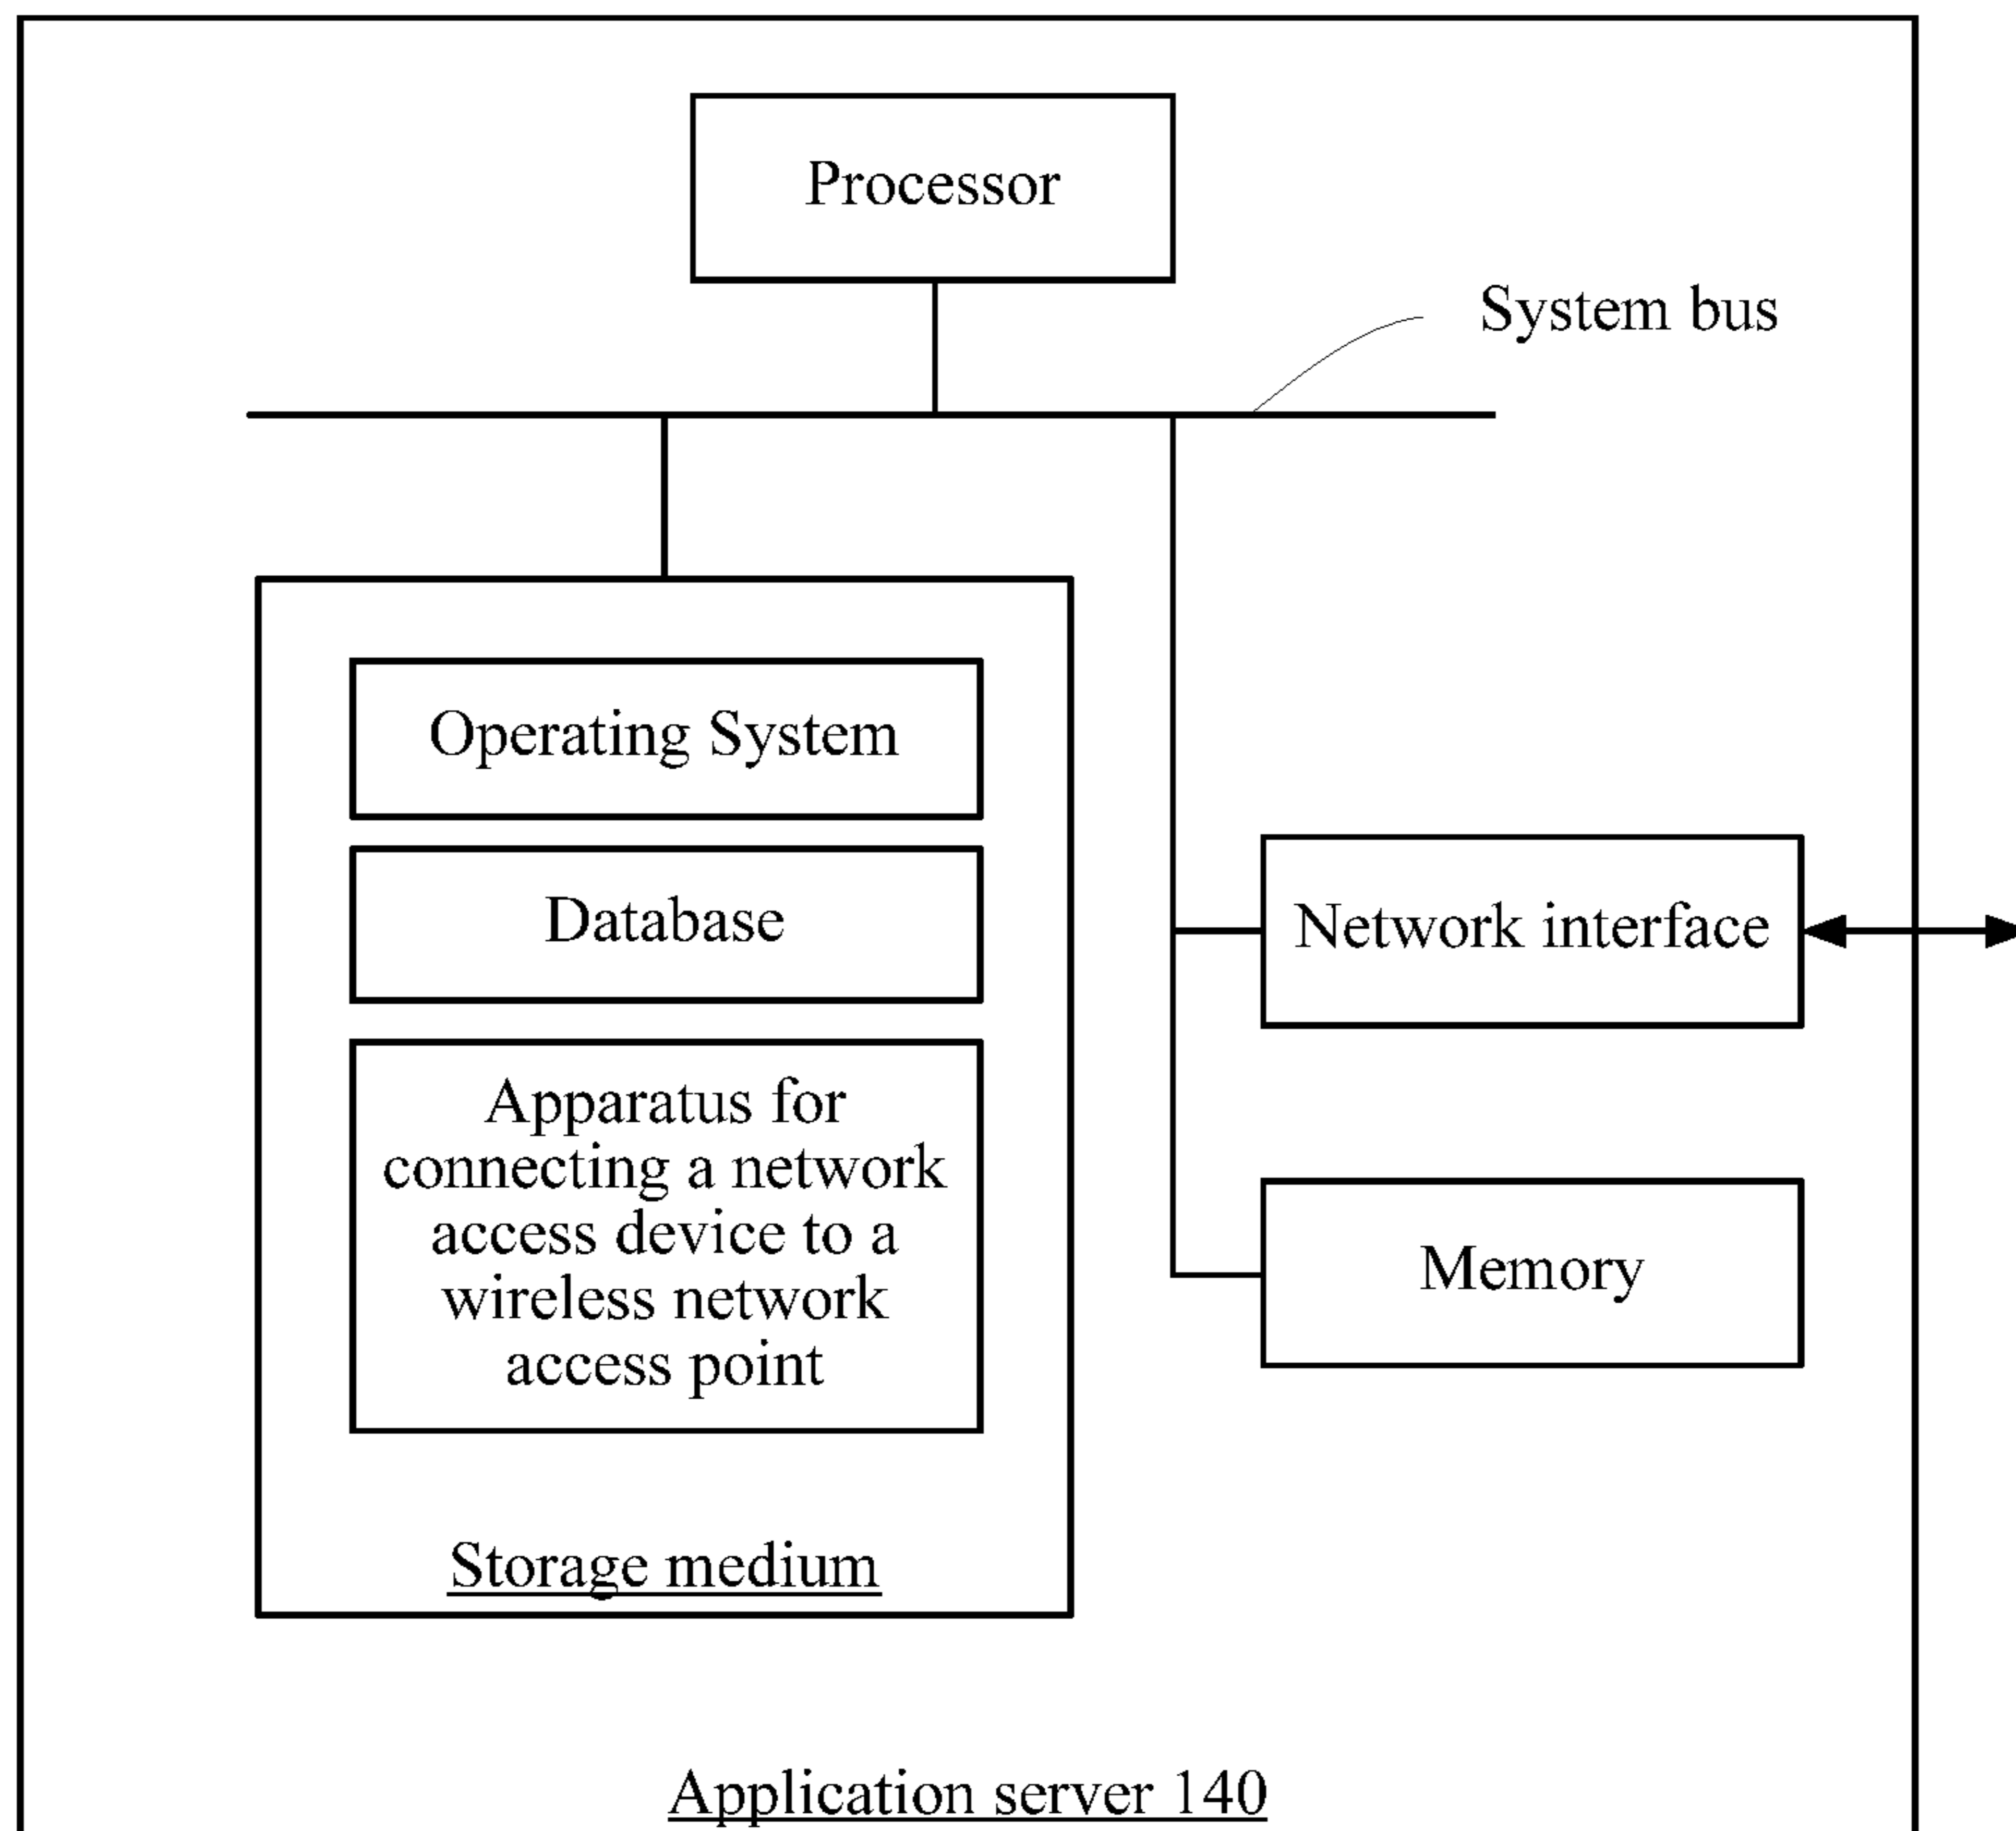 Processor
System bus
Operating System
Database
Network interface
Apparatus for
connecting a network
access device to a
wireless network
access point
Memory
Storage medium
Application server 140